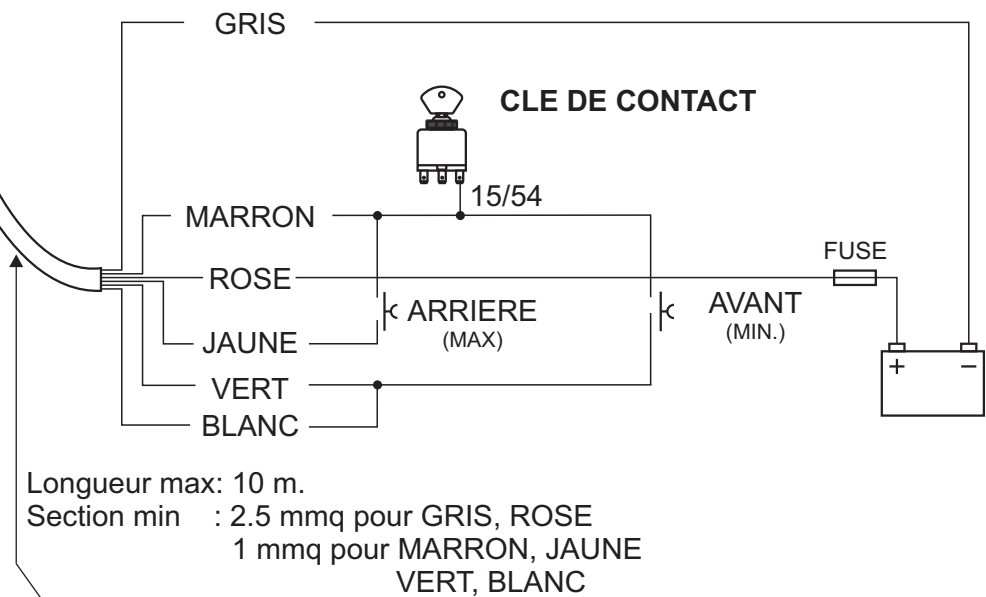 GRIS
CLE DE CONTACT
15/54
MARRON
FUSE
ROSE
ARRIERE
(MAX)
AVANT
(MIN.)
JAUNE
+ −
VERT
BLANC
Longueur max: 10 m.
Section min : 2.5 mmq pour GRIS, ROSE
1 mmq pour MARRON, JAUNE
VERT, BLANC